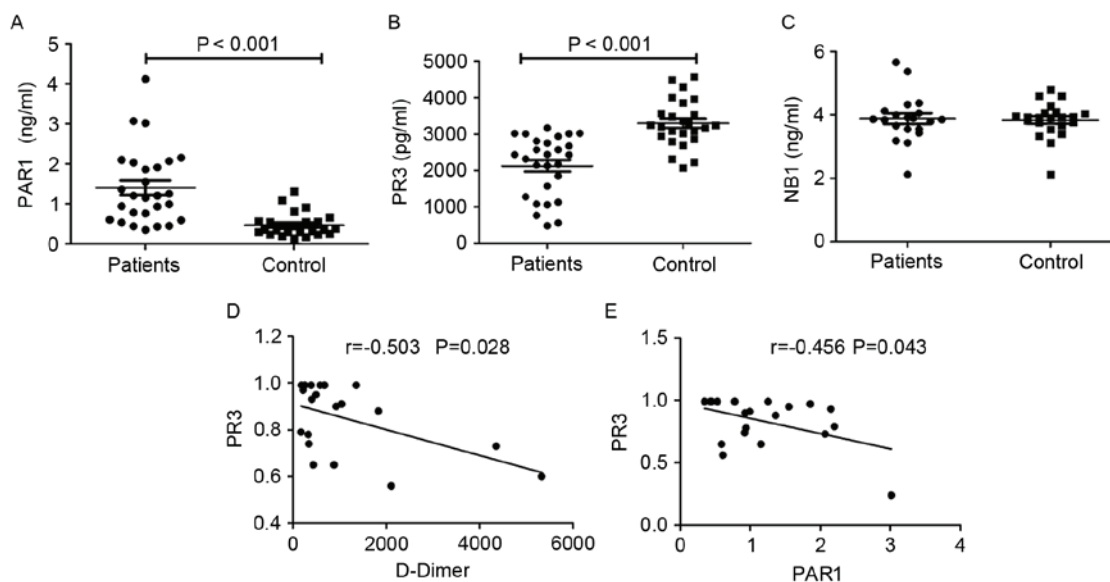 A
P < 0.001
PAR1 (ng/ml)
5
4
3
2
1
0
Patients
Control
B
P < 0.001
PR3 (pg/ml)
5000
4000
3000
2000
1000
0
Patients
Control
C
NB1 (ng/ml)
6
4
2
0
Patients
Control
D
r=-0.503 P=0.028
PR3
1.2
1.0
0.8
0.6
0.4
0
2000
4000
6000
D-Dimer
E
r=-0.456 P=0.043
PR3
1.5
1.0
0.5
0.0
0
1
2
3
4
PAR1